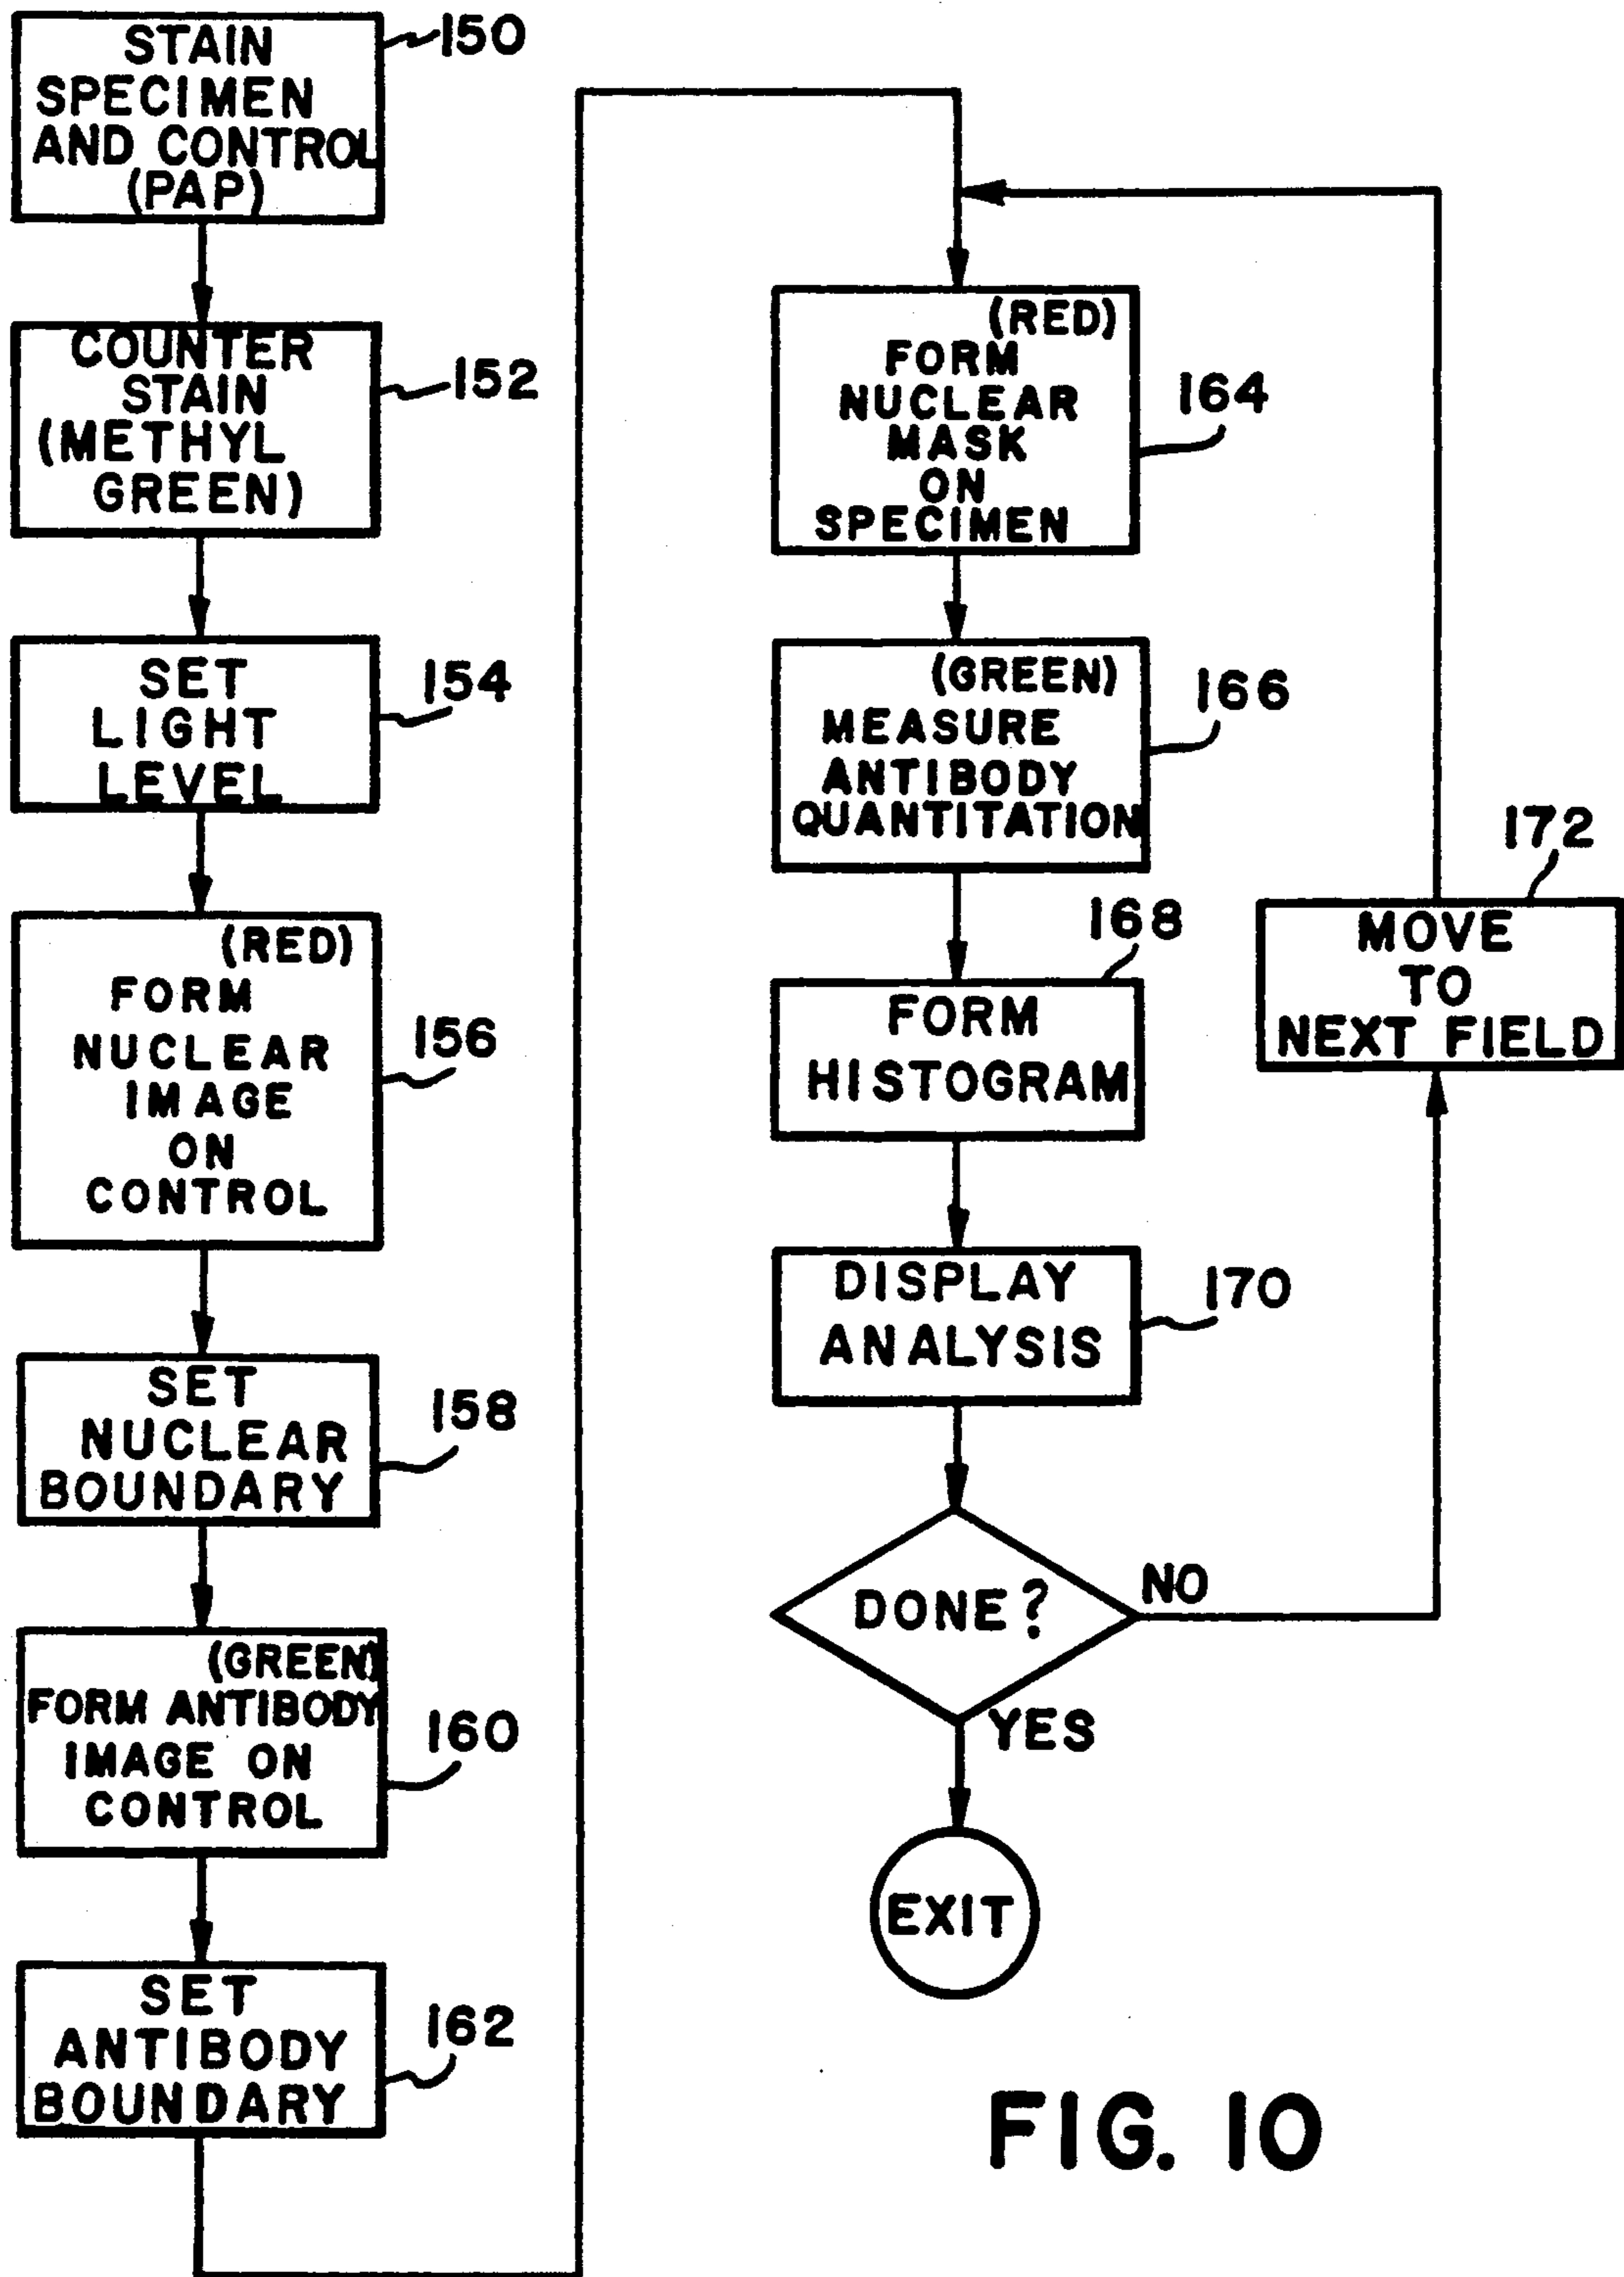 STAIN
SPECIMEN
AND CONTROL
(PAP)
150
COUNTER
STAIN
(METHYL
GREEN)
152
SET
LIGHT
LEVEL
154
(RED)
FORM
NUCLEAR
IMAGE
ON
CONTROL
156
SET
NUCLEAR
BOUNDARY
158
(GREEN)
FORM ANTIBODY
IMAGE ON
CONTROL
160
SET
ANTIBODY
BOUNDARY
162
(RED)
FORM
NUCLEAR
MASK
ON
SPECIMEN
164
(GREEN)
MEASURE
ANTIBODY
QUANTITATION
166
FORM
HISTOGRAM
168
DISPLAY
ANALYSIS
170
DONE?
NO
YES
172
MOVE
TO
NEXT FIELD
EXIT
FIG. 10